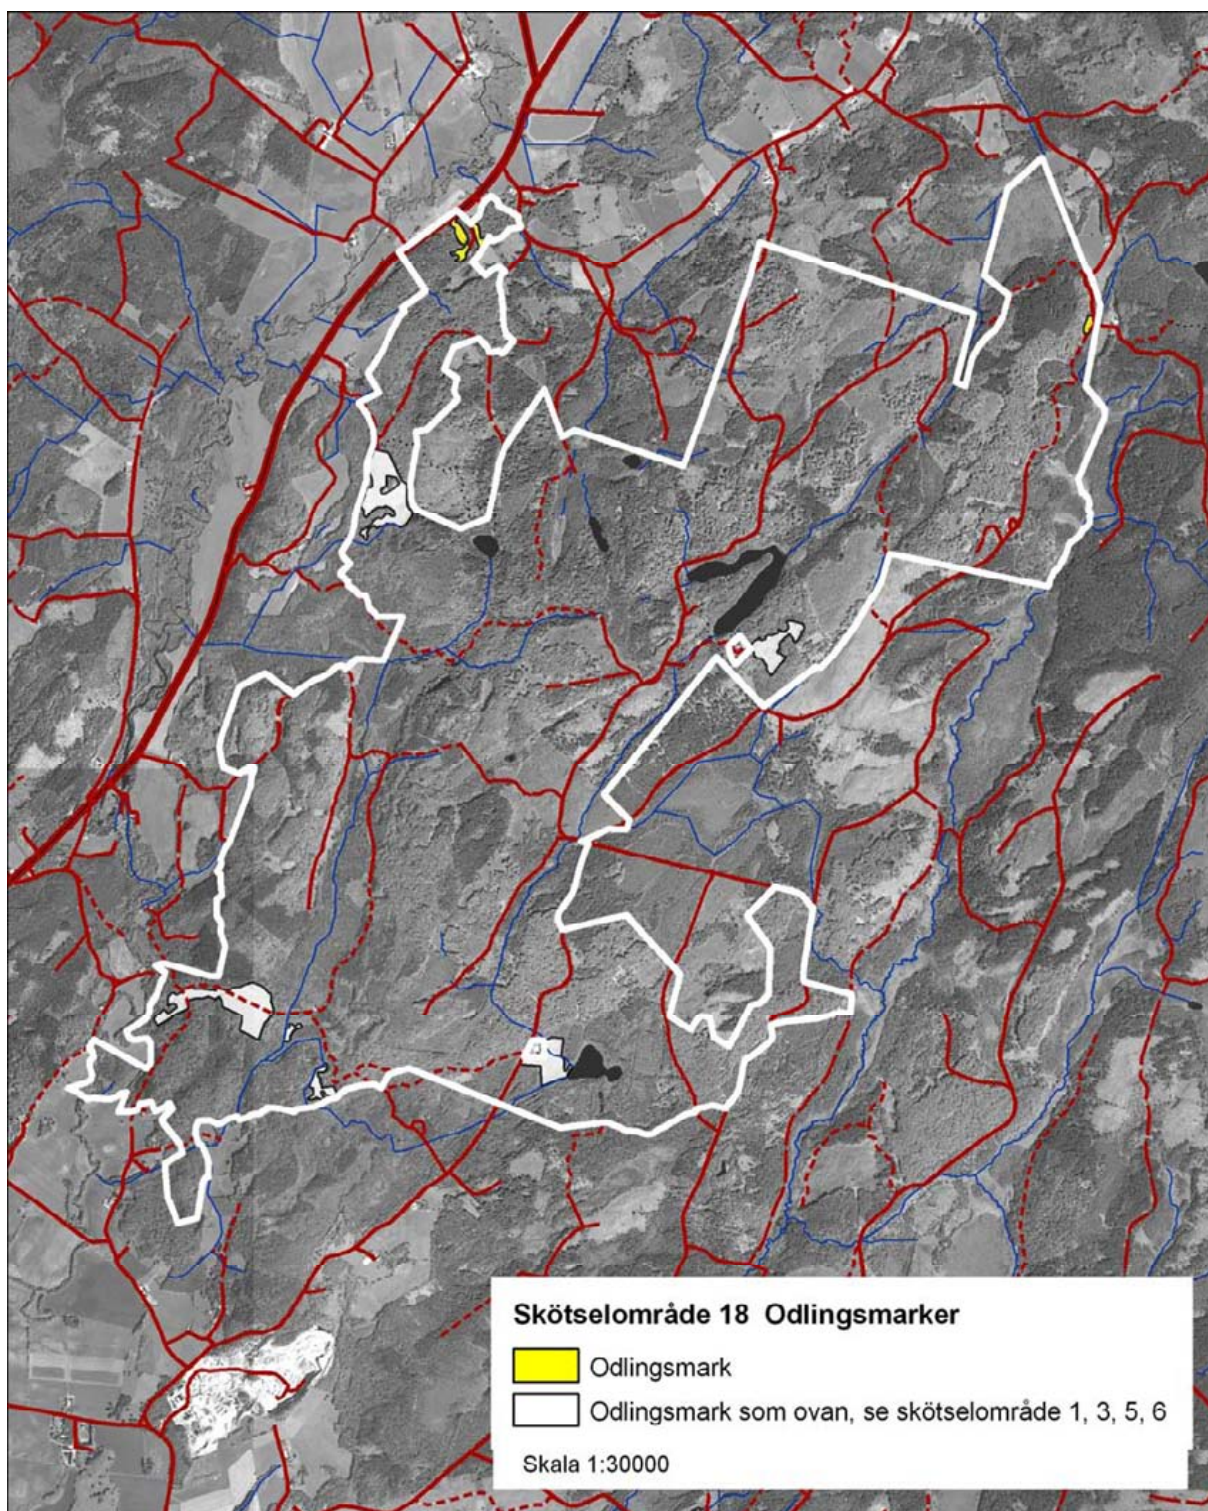 Skötselområde 18 Odlingsmarker
Odlingsmark
Odlingsmark som ovan, se skötselområde 1, 3, 5, 6
Skala 1:30000